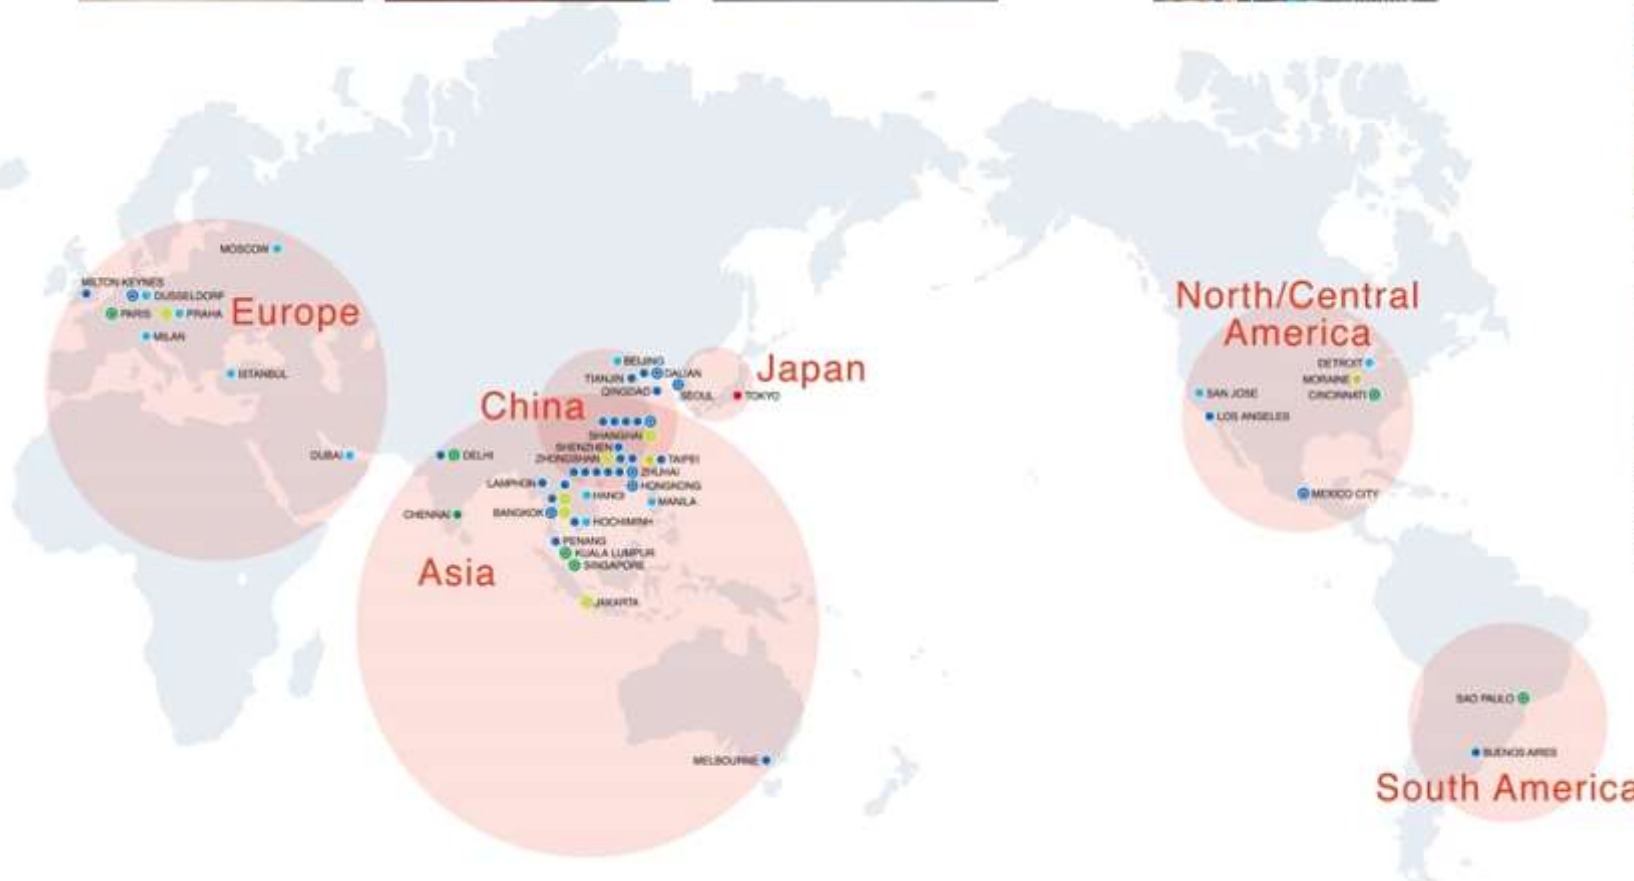 MOSCOW
MILTON KEYNES
DUSSELDORF
PARIS
PRAHA
Europe
MILAN
ISTANBUL
DUBAI
BEIJING
TIANJIN
DALIAN
QINGDAO
SEOUL
Japan
TOKYO
China
SHANGHAI
SHENZHEN
ZHONGSHAN
TAIPEI
DELHI
ZHUHAI
LAMPHON
HONGKONG
HANOI
MANILA
CHENNAI
BANGKOK
HOCHIMINH
PENANG
KUALA LUMPUR
SINGAPORE
Asia
JAKARTA
MELBOURNE
North/Central
America
DETROIT
MORAINE
SAN JOSE
CINCINNATI
LOS ANGELES
MEXICO CITY
SAO PAULO
BUENOS AIRES
South America